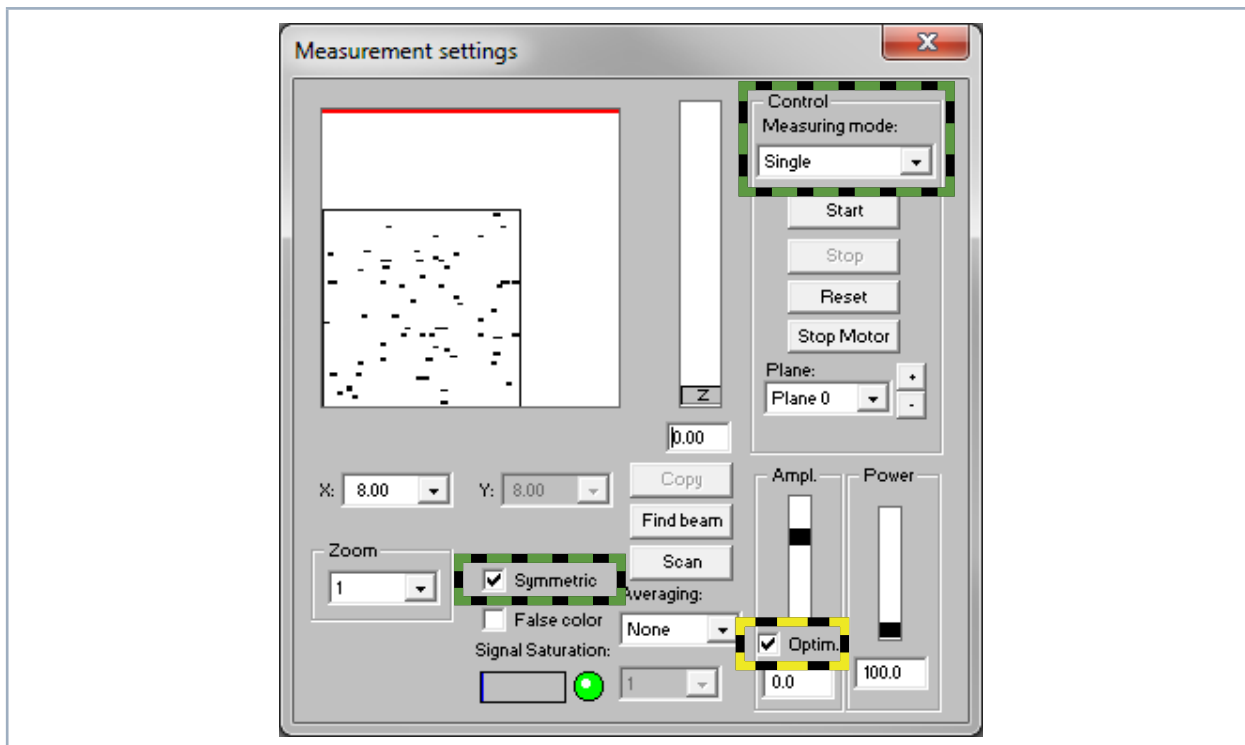 Measurement settings
Control
Measuring mode:
Single
Start
Stop
Reset
Stop Motor
Plane:
Plane 0
+
-
Z
0.00
X: 8.00
Y: 8.00
Copy
Find beam
Scan
Ampl.
Power
Zoom
1
Symmetric
False color
Averaging:
None
Signal Saturation:
1
Optim.
0.0
100.0